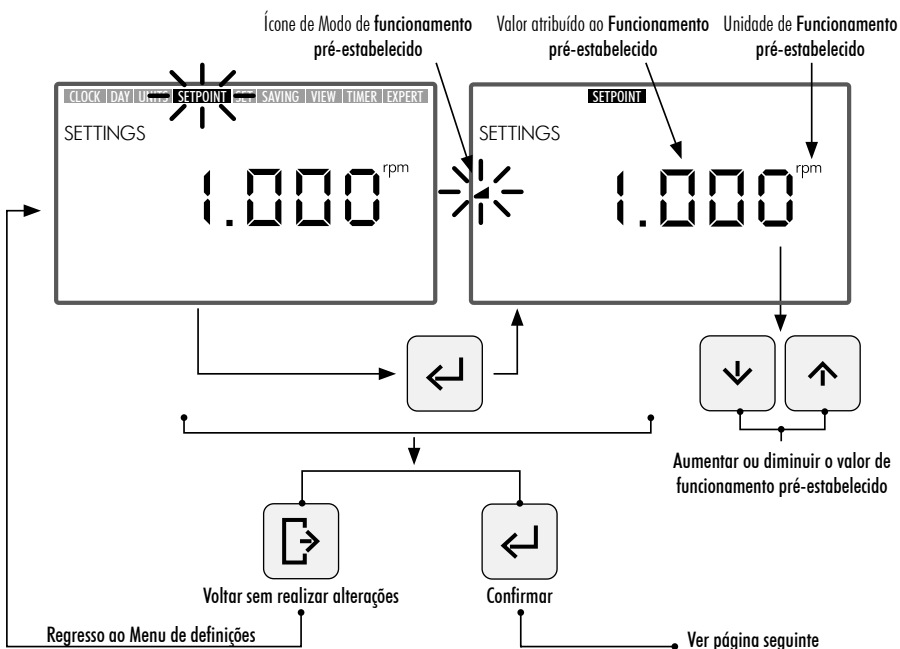 Ícone de Modo de funcionamento
pré-estabelecido
Valor atribuído ao Funcionamento
pré-estabelecido
Unidade de Funcionamento
pré-estabelecido
CLOCK | DAY | UNITS SETPOINT SET | SAVING | VIEW | TIMER | EXPERT
SETTINGS
1.000 rpm
SETPOINT
SETTINGS
1.000 rpm
Aumentar ou diminuir o valor de
funcionamento pré-estabelecido
Voltar sem realizar alterações
Confirmar
Regresso ao Menu de definições
Ver página seguinte